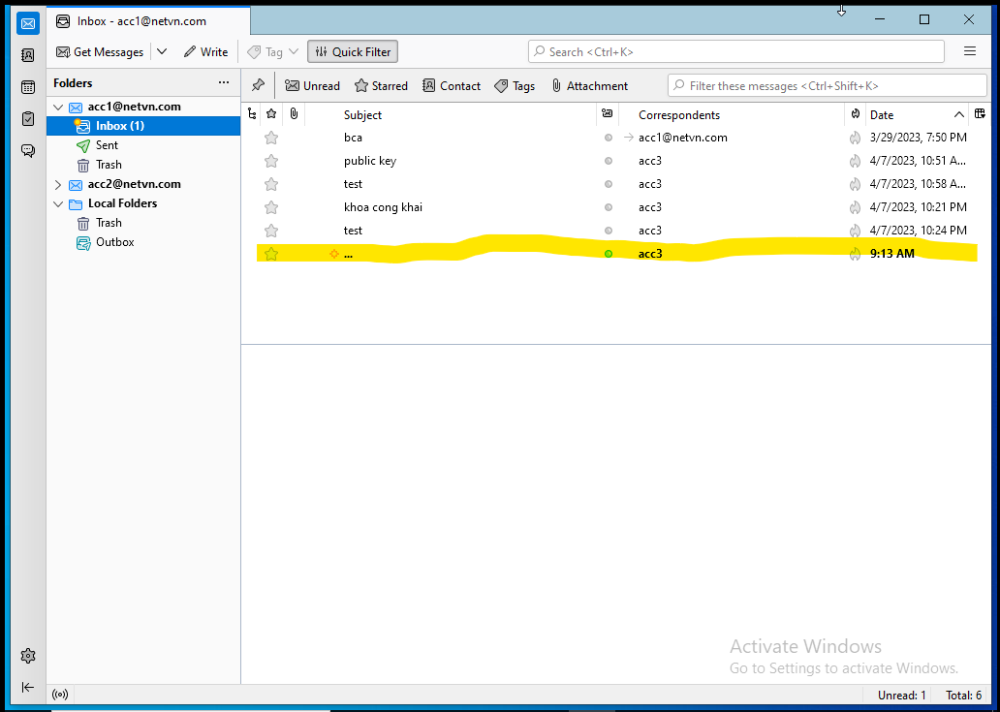 Inbox - acc1@netvn.com
Get Messages
Write
Tag
Quick Filter
Search <Ctrl+K>
Folders
...
Unread
Starred
Contact
Tags
Attachment
Filter these messages <Ctrl+Shift+K>
acc1@netvn.com
Inbox (1)
Sent
Trash
acc2@netvn.com
Local Folders
Trash
Outbox
Subject Correspondents Date
bca acc1@netvn.com 3/29/2023, 7:50 PM
public key acc3 4/7/2023, 10:51 A...
test acc3 4/7/2023, 10:58 A...
khoa cong khai acc3 4/7/2023, 10:21 PM
test acc3 4/7/2023, 10:24 PM
... acc3 9:13 AM
Activate Windows
Go to Settings to activate Windows.
Unread: 1 Total: 6